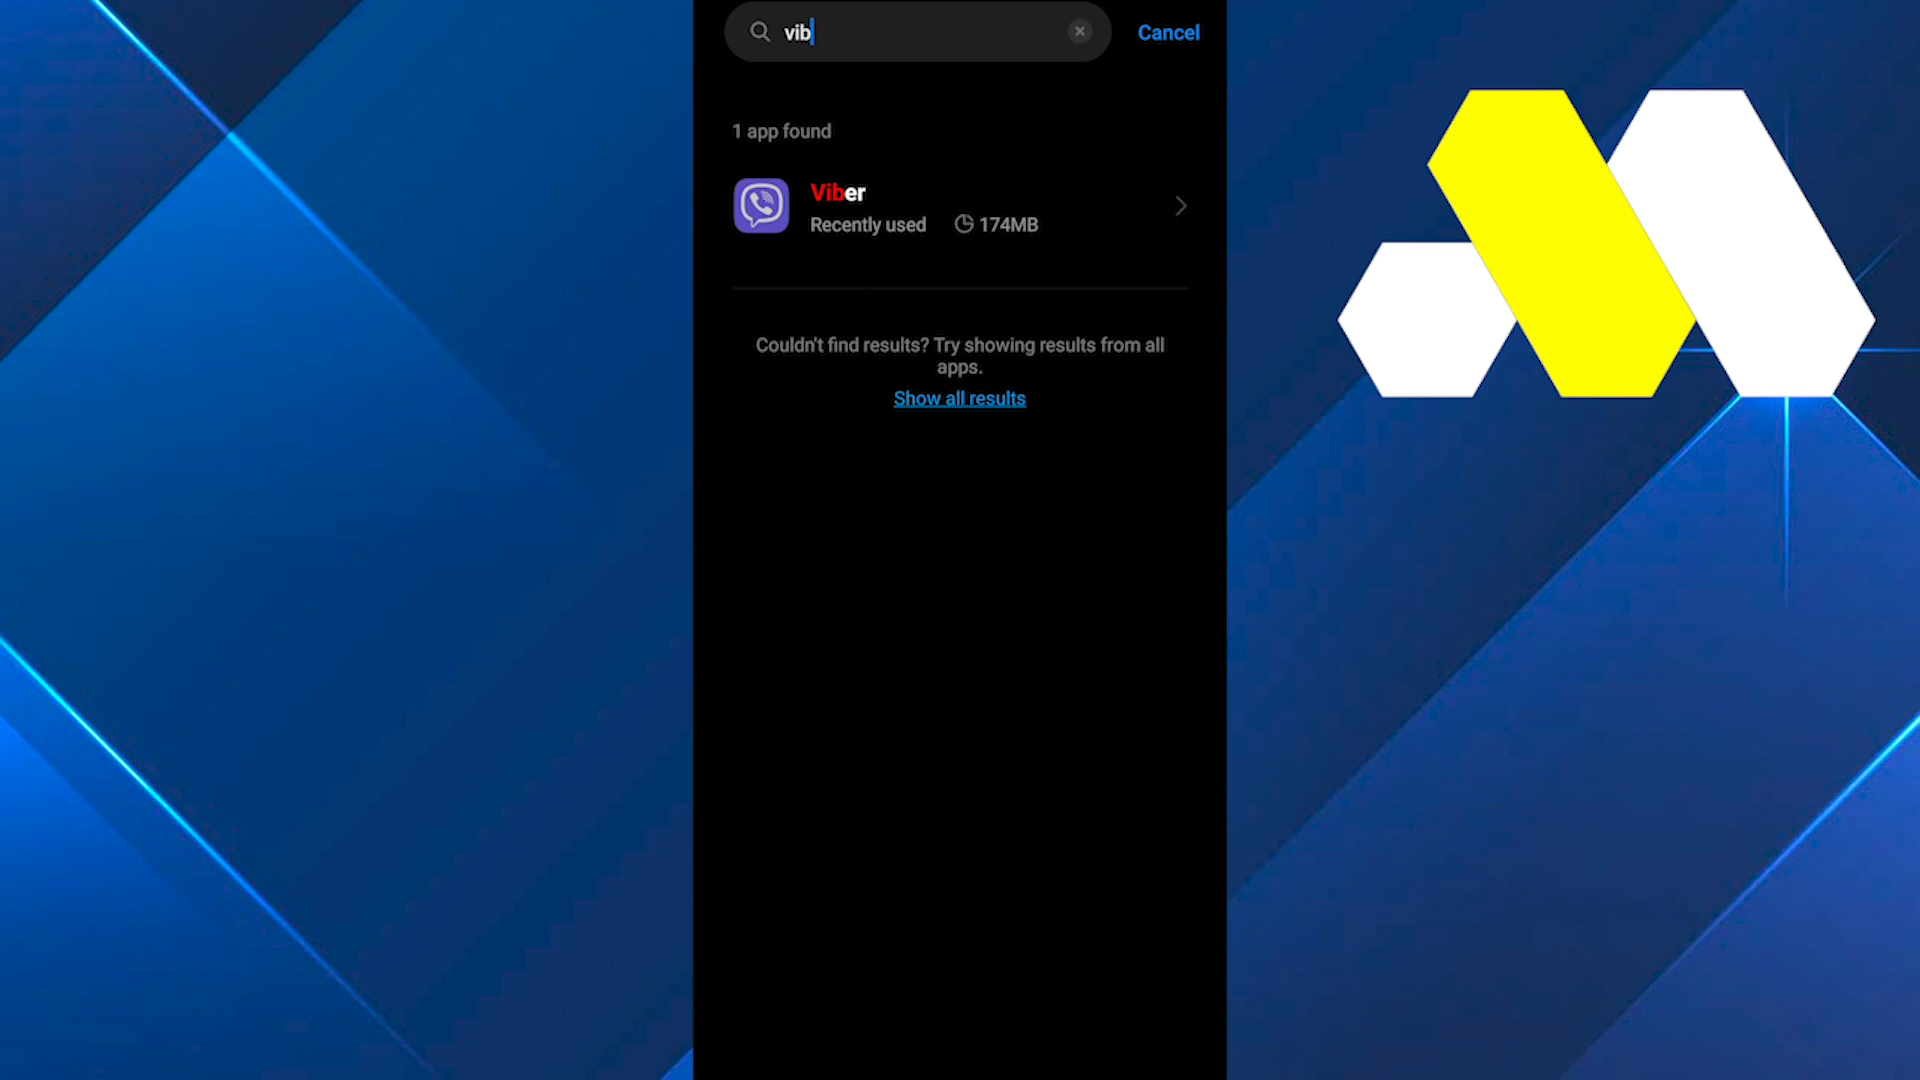 vib
Cancel
1 app found
Viber
Recently used 174MB
Couldn't find results? Try showing results from all
apps.
Show all results